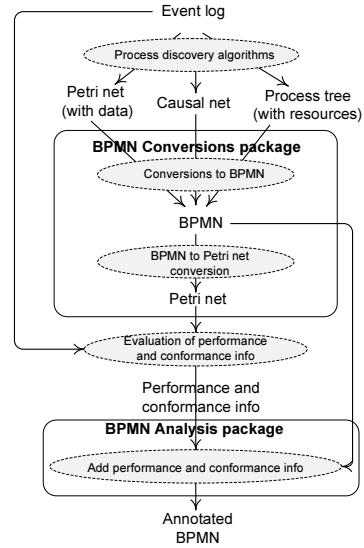 Event log
Process discovery algorithms
Petri net
(with data)
Causal net
Process tree
(with resources)
BPMN Conversions package
Conversions to BPMN
BPMN
BPMN to Petri net
conversion
Petri net
Evaluation of performance
and conformance info
Performance and
conformance info
BPMN Analysis package
Add performance and conformance info
Annotated
BPMN